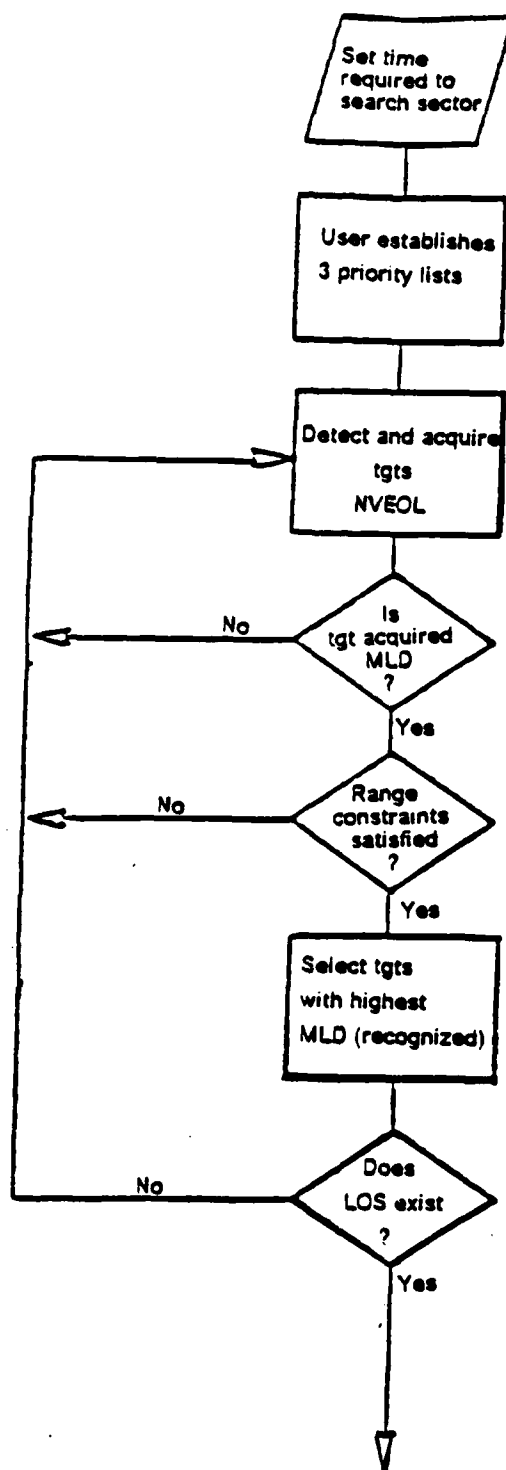 Set time
required to
search sector
User establishes
3 priority lists
Detect and acquire
tgts
NVEOL
Is
tgt acquired
MLD
?
No
Yes
Range
constraints
satisfied
?
No
Yes
Select tgts
with highest
MLD (recognized)
Does
LOS exist
?
No
Yes